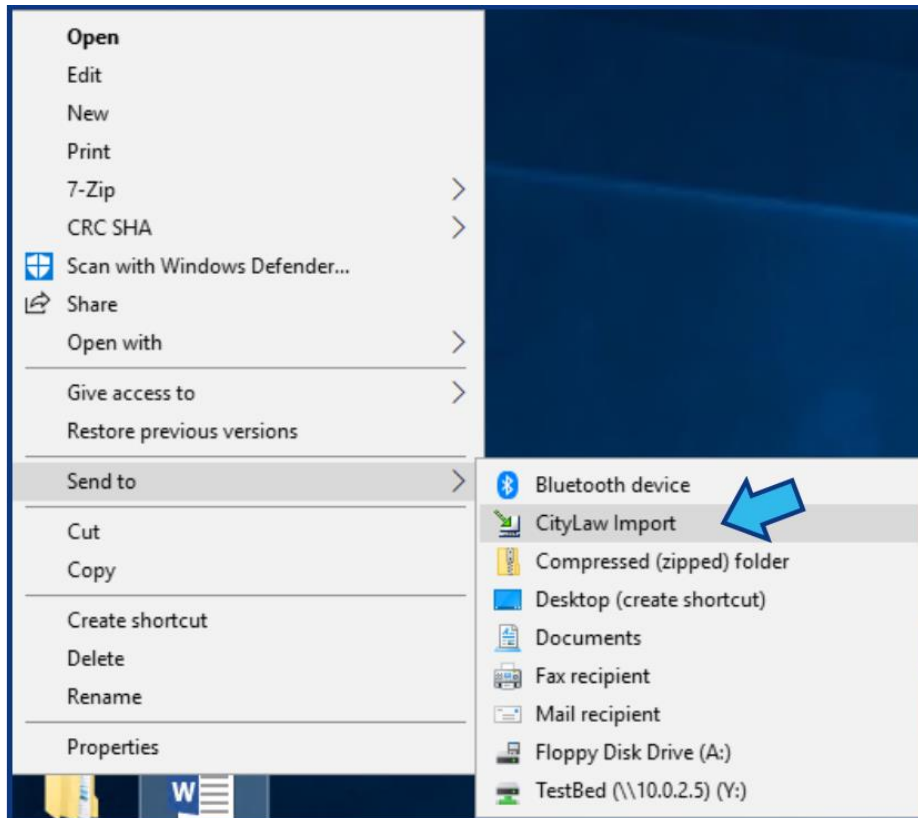 Open
Edit
New
Print
7-Zip
CRC SHA
Scan with Windows Defender...
Share
Open with
Give access to
Restore previous versions
Send to
Cut
Copy
Create shortcut
Delete
Rename
Properties
Bluetooth device
CityLaw Import
Compressed (zipped) folder
Desktop (create shortcut)
Documents
Fax recipient
Mail recipient
Floppy Disk Drive (A:)
TestBed (\\10.0.2.5) (Y:)
W